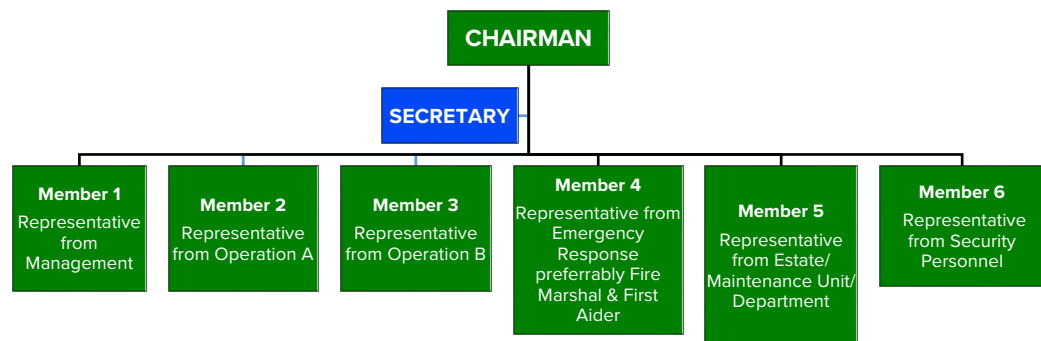 CHAIRMAN
SECRETARY
Member 1
Representative
from
Management
Member 2
Representative
from Operation A
Member 3
Representative
from Operation B
Member 4
Representative from
Emergency
Response
preferrably Fire
Marshal & First
Aider
Member 5
Representative
from Estate/
Maintenance Unit/
Department
Member 6
Representative
from Security
Personnel